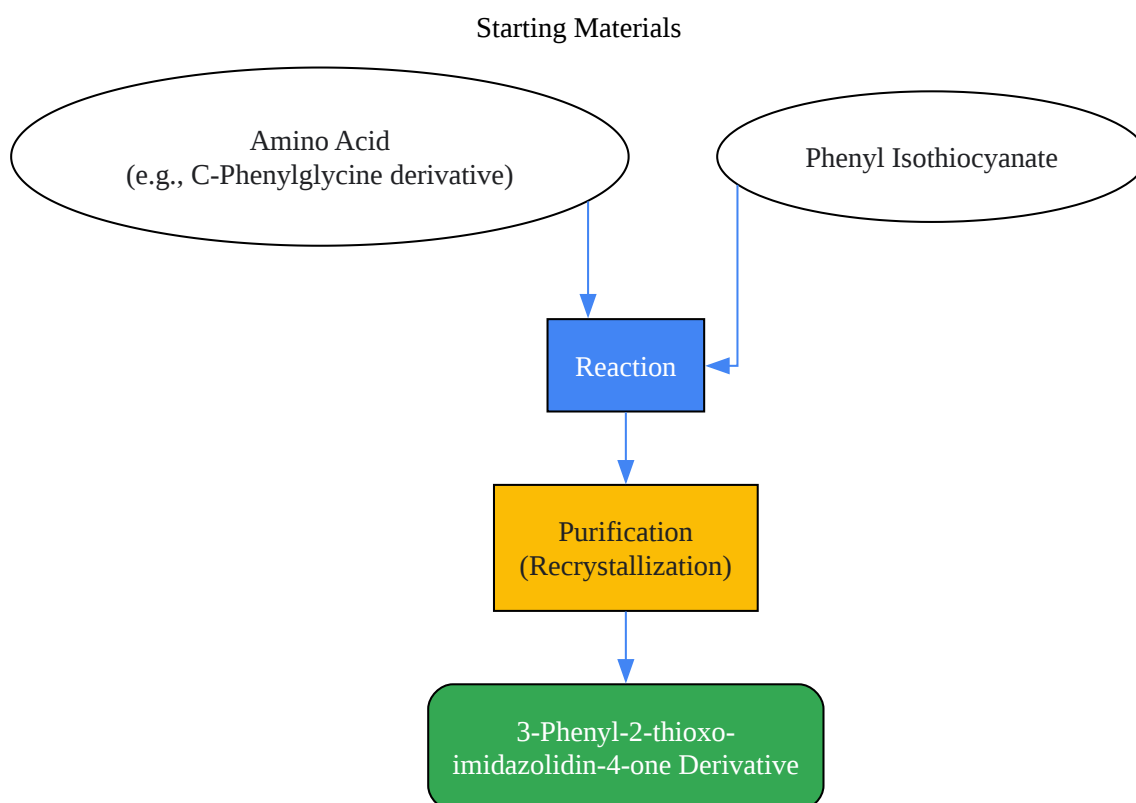 Starting Materials
Amino Acid
(e.g., C-Phenylglycine derivative)
Phenyl Isothiocyanate
Reaction
Purification
(Recrystallization)
3-Phenyl-2-thioxo-
imidazolidin-4-one Derivative